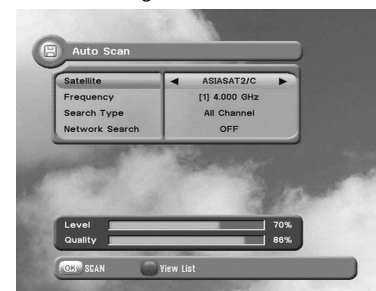 Auto Scan
Satellite ◀ ASIASAT2/C ▶
Frequency [1] 4.000 GHz
Search Type All Channel
Network Search OFF
Level 70%
Quality 86%
OK SCAN View List